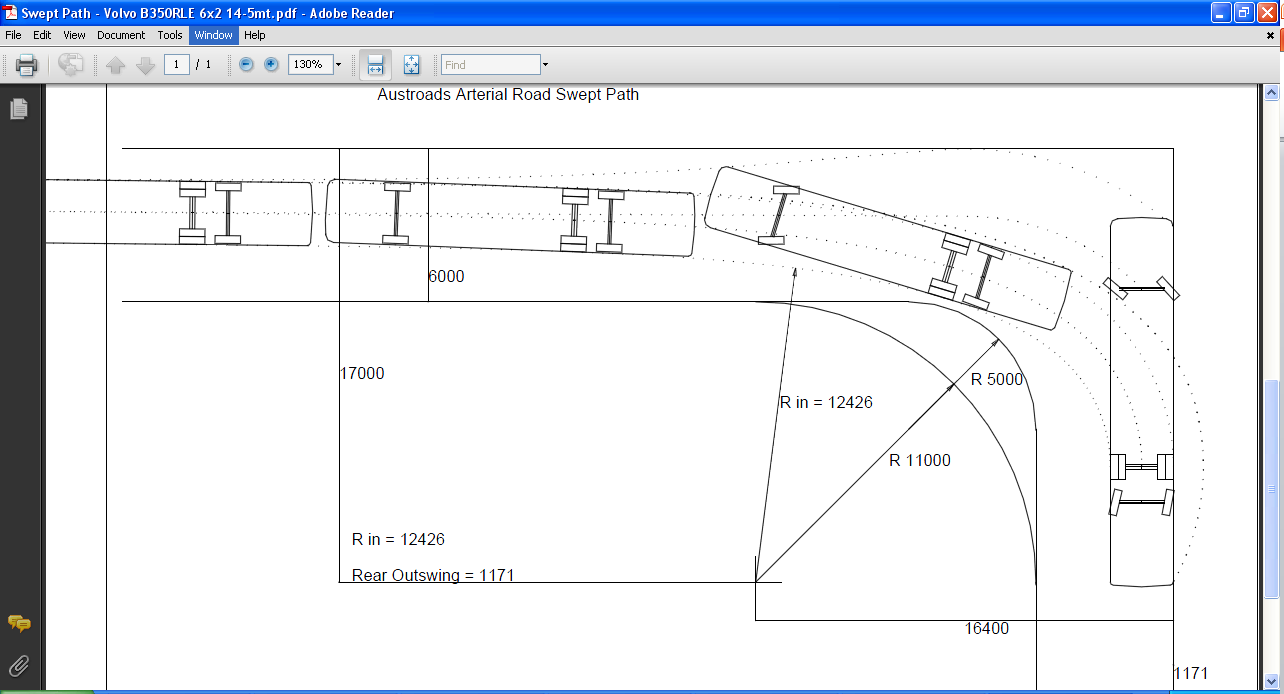 Swept Path - Volvo B350RLE 6x2 14-5mt.pdf - Adobe Reader
File Edit View Document Tools Window Help
1 / 1 130% Find
Austroads Arterial Road Swept Path
6000
17000
R 5000
R in = 12426
R 11000
R in = 12426
Rear Outswing = 1171
16400
1171